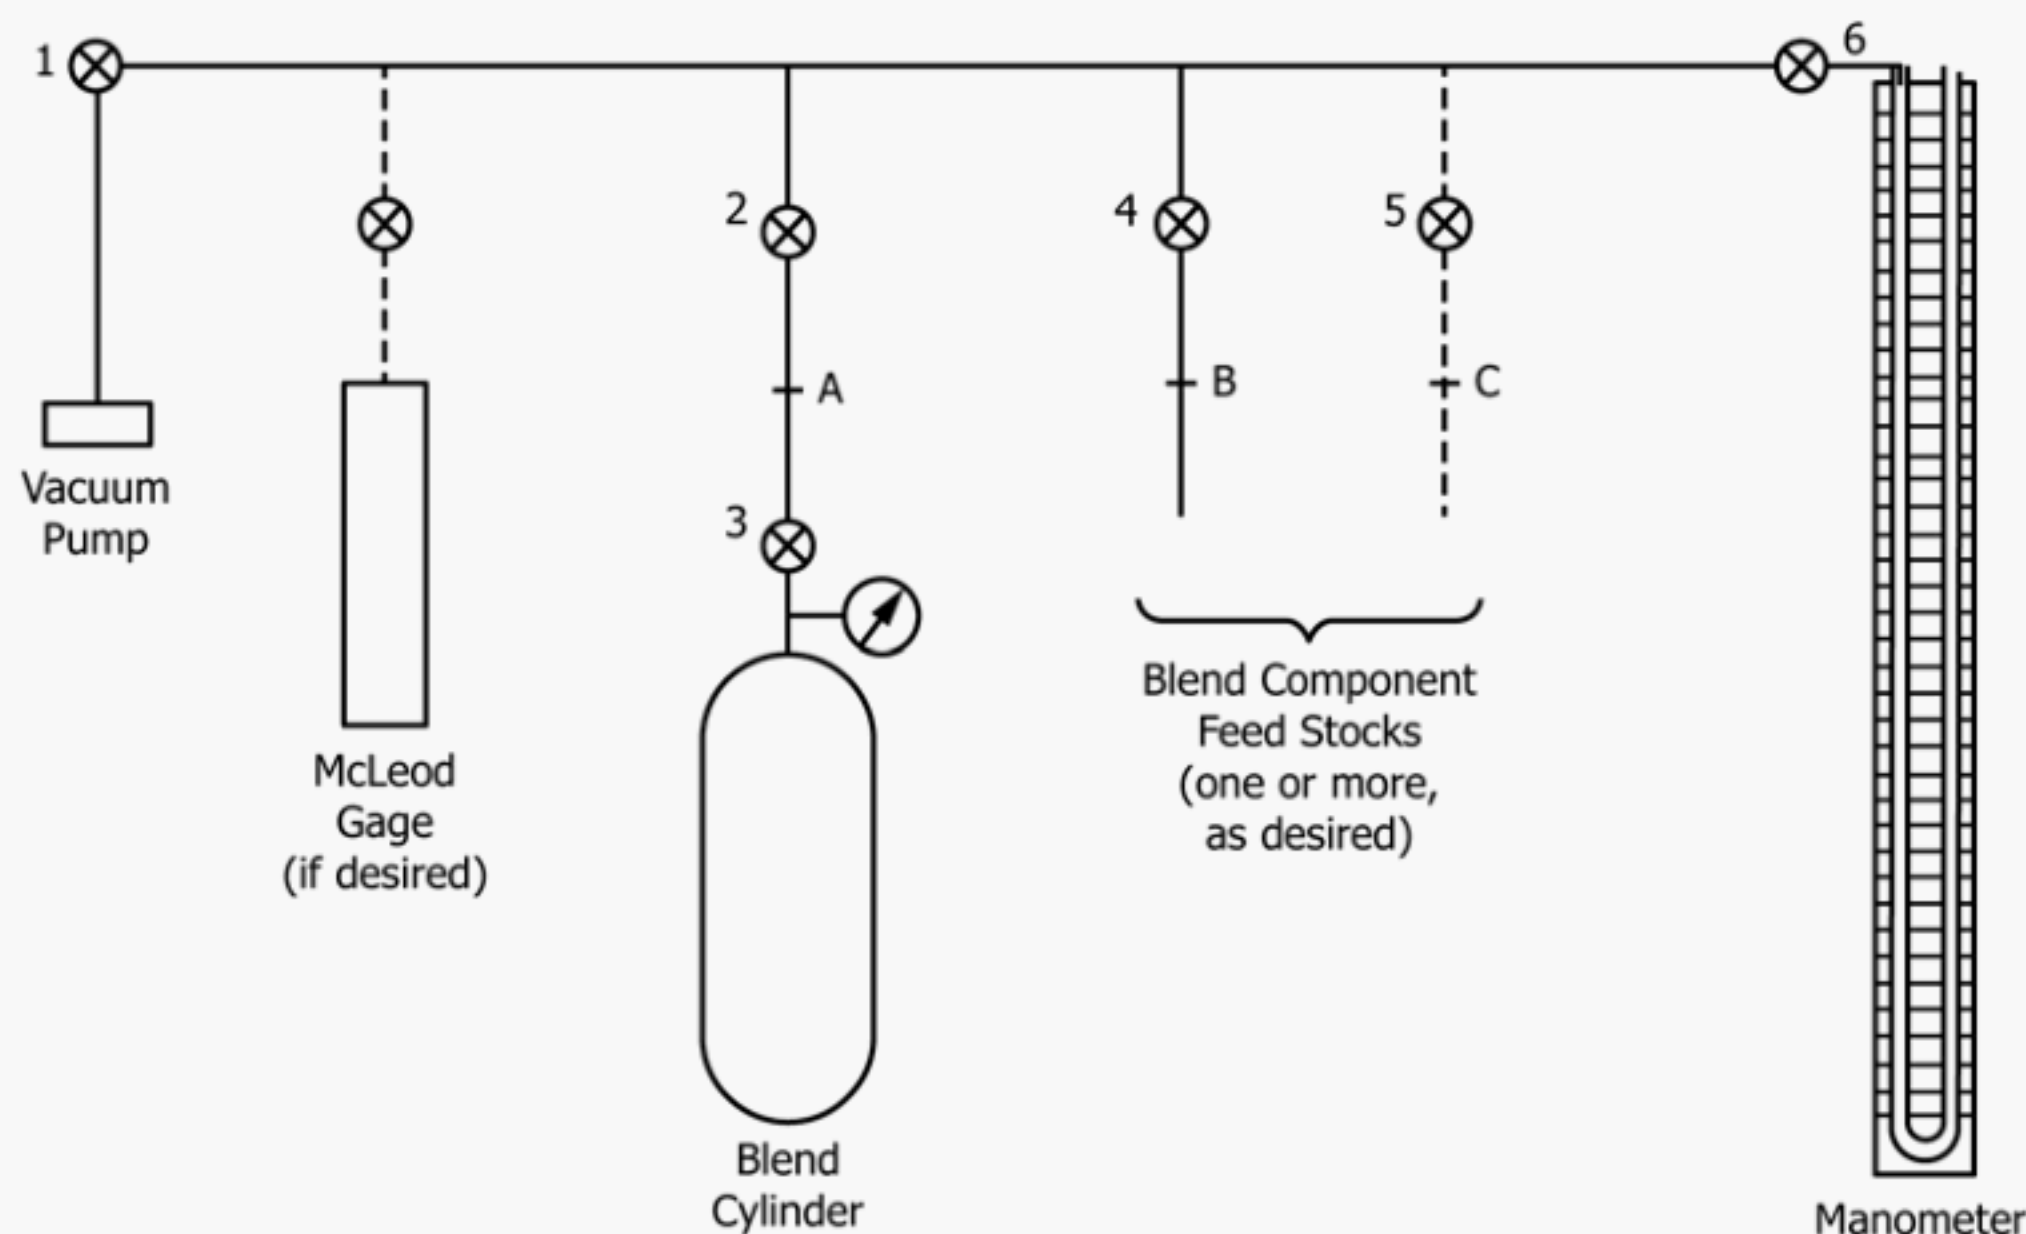 1
6
2
4
5
A
B
C
Vacuum
Pump
3
McLeod
Gage
(if desired)
Blend Component
Feed Stocks
(one or more,
as desired)
Blend
Cylinder
Manometer